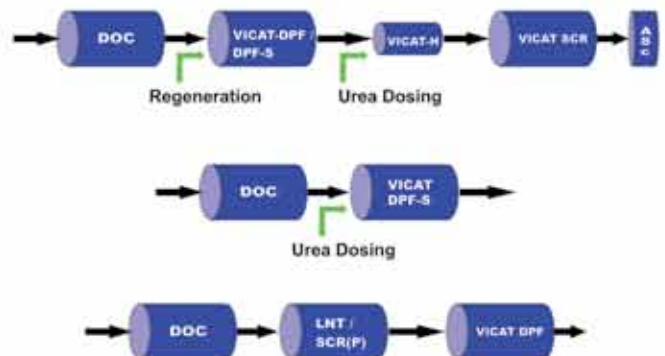 DOC
VICAT-DPF /
DPF-S
VICAT-H
VICAT SCR
ASC
Regeneration
Urea Dosing
DOC
VICAT
DPF-S
Urea Dosing
DOC
LNT /
SCR(P)
VICAT DPF